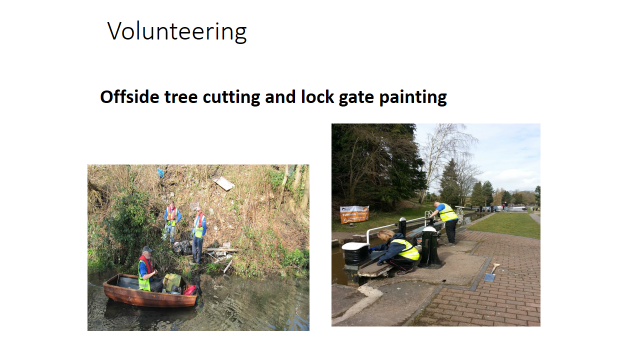 Volunteering
Offside tree cutting and lock gate painting